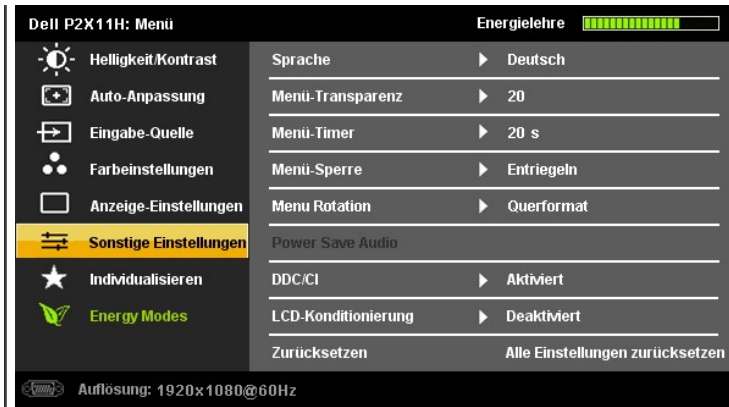 Dell P2X11H: Menü Energielehre
Helligkeit/Kontrast Sprache Deutsch
Auto-Anpassung Menü-Transparenz 20
Eingabe-Quelle Menü-Timer 20 s
Farbeinstellungen Menü-Sperre Entriegeln
Anzeige-Einstellungen Menu Rotation Querformat
Sonstige Einstellungen Power Save Audio
Individualisieren DDC/CI Aktiviert
Energy Modes LCD-Konditionierung Deaktiviert
Zurücksetzen Alle Einstellungen zurücksetzen
Auflösung: 1920x1080@60Hz